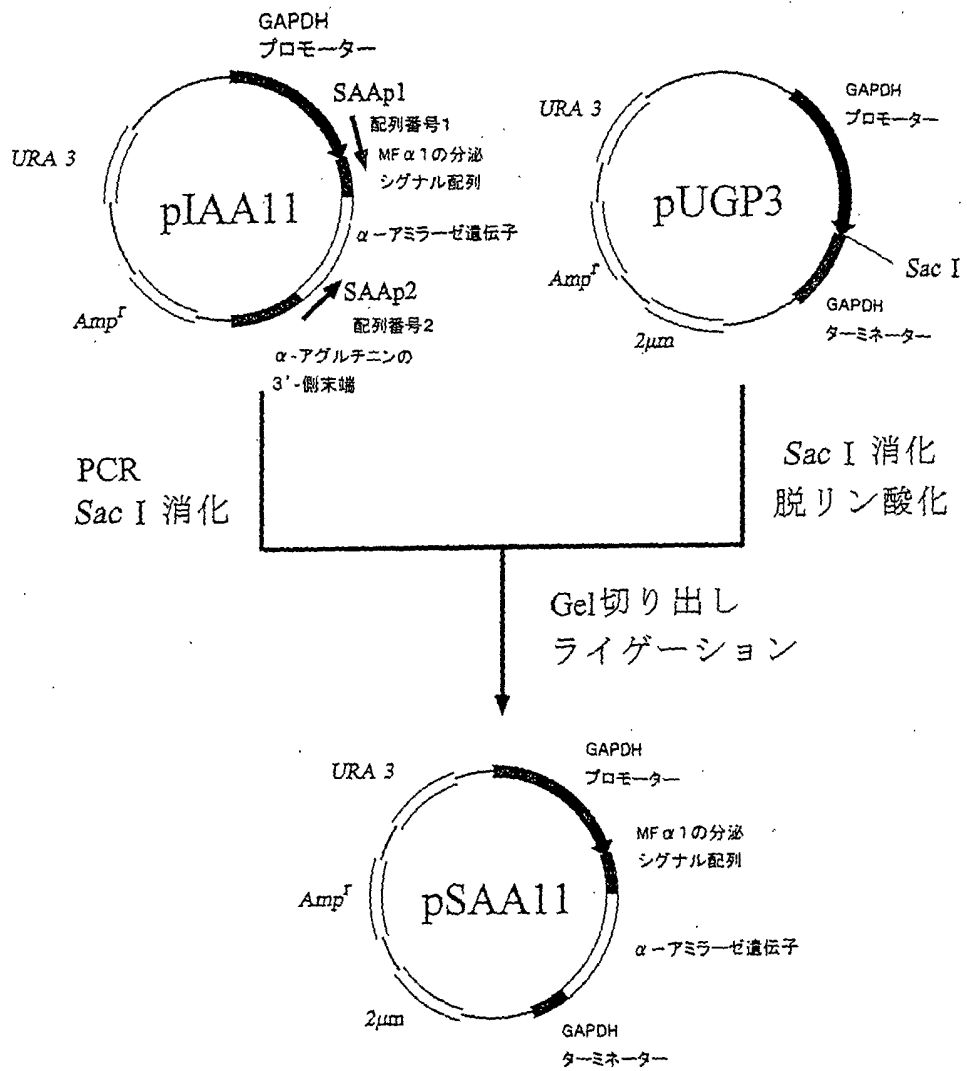 GAPDH
プロモーター
SAAp1
配列番号1
MFα1の分泌
シグナル配列
URA 3
pIAA11
α-アミラーゼ遺伝子
SAAp2
配列番号2
Ampr
α-アグルチニンの
3'-側末端
GAPDH
プロモーター
URA 3
pUGP3
Sac I
Ampr
GAPDH
ターミネーター
2μm
PCR
Sac I 消化
Sac I 消化
脱リン酸化
Gel切り出し
ライゲーション
GAPDH
プロモーター
URA 3
MFα1の分泌
シグナル配列
Ampr
pSAA11
α-アミラーゼ遺伝子
2μm
GAPDH
ターミネーター